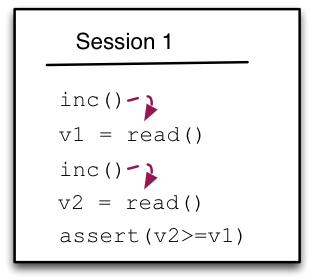 Session 1
inc()
v1 = read()
inc()
v2 = read()
assert(v2>=v1)